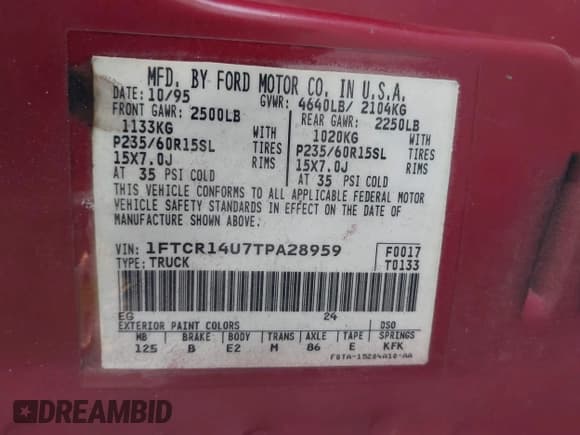 MFD. BY FORD MOTOR CO. IN U.S.A.
DATE: 10/95 GVWR: 4640LB/ 2104KG
FRONT GAWR: 2500LB REAR GAWR: 2250LB
1133KG WITH 1020KG WITH
P235/60R15SL TIRES P235/60R15SL TIRES
15X7.0J RIMS 15X7.0J RIMS
AT 35 PSI COLD AT 35 PSI COLD
THIS VEHICLE CONFORMS TO ALL APPLICABLE FEDERAL MOTOR
VEHICLE SAFETY STANDARDS IN EFFECT ON THE DATE OF
MANUFACTURE SHOWN ABOVE.
VIN: 1FTCR14U7TPA28959 F0017
TYPE: TRUCK T0133
EG 24
EXTERIOR PAINT COLORS DSO
WB BRAKE BODY TRANS AXLE TAPE SPRINGS
125 B E2 M 86 E KFK
F0TA-15204A10-AA
DREAMBID